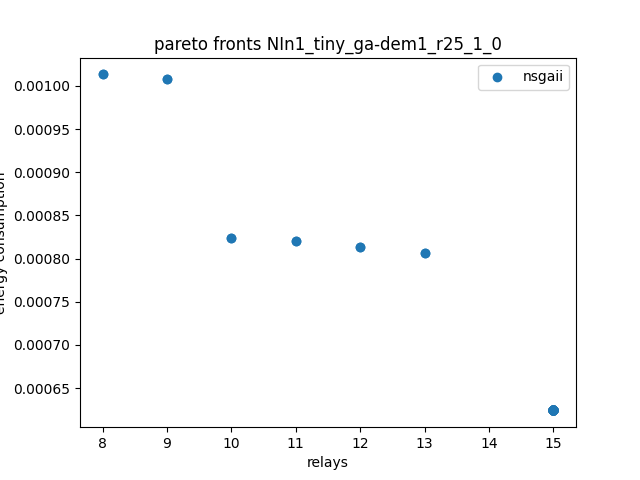 pareto fronts NIn1_tiny_ga-dem1_r25_1_0
nsgaii
0.00100
0.00095
0.00090
0.00085
0.00080
0.00075
0.00070
0.00065
energy consumption
8 9 10 11 12 13 14 15
relays